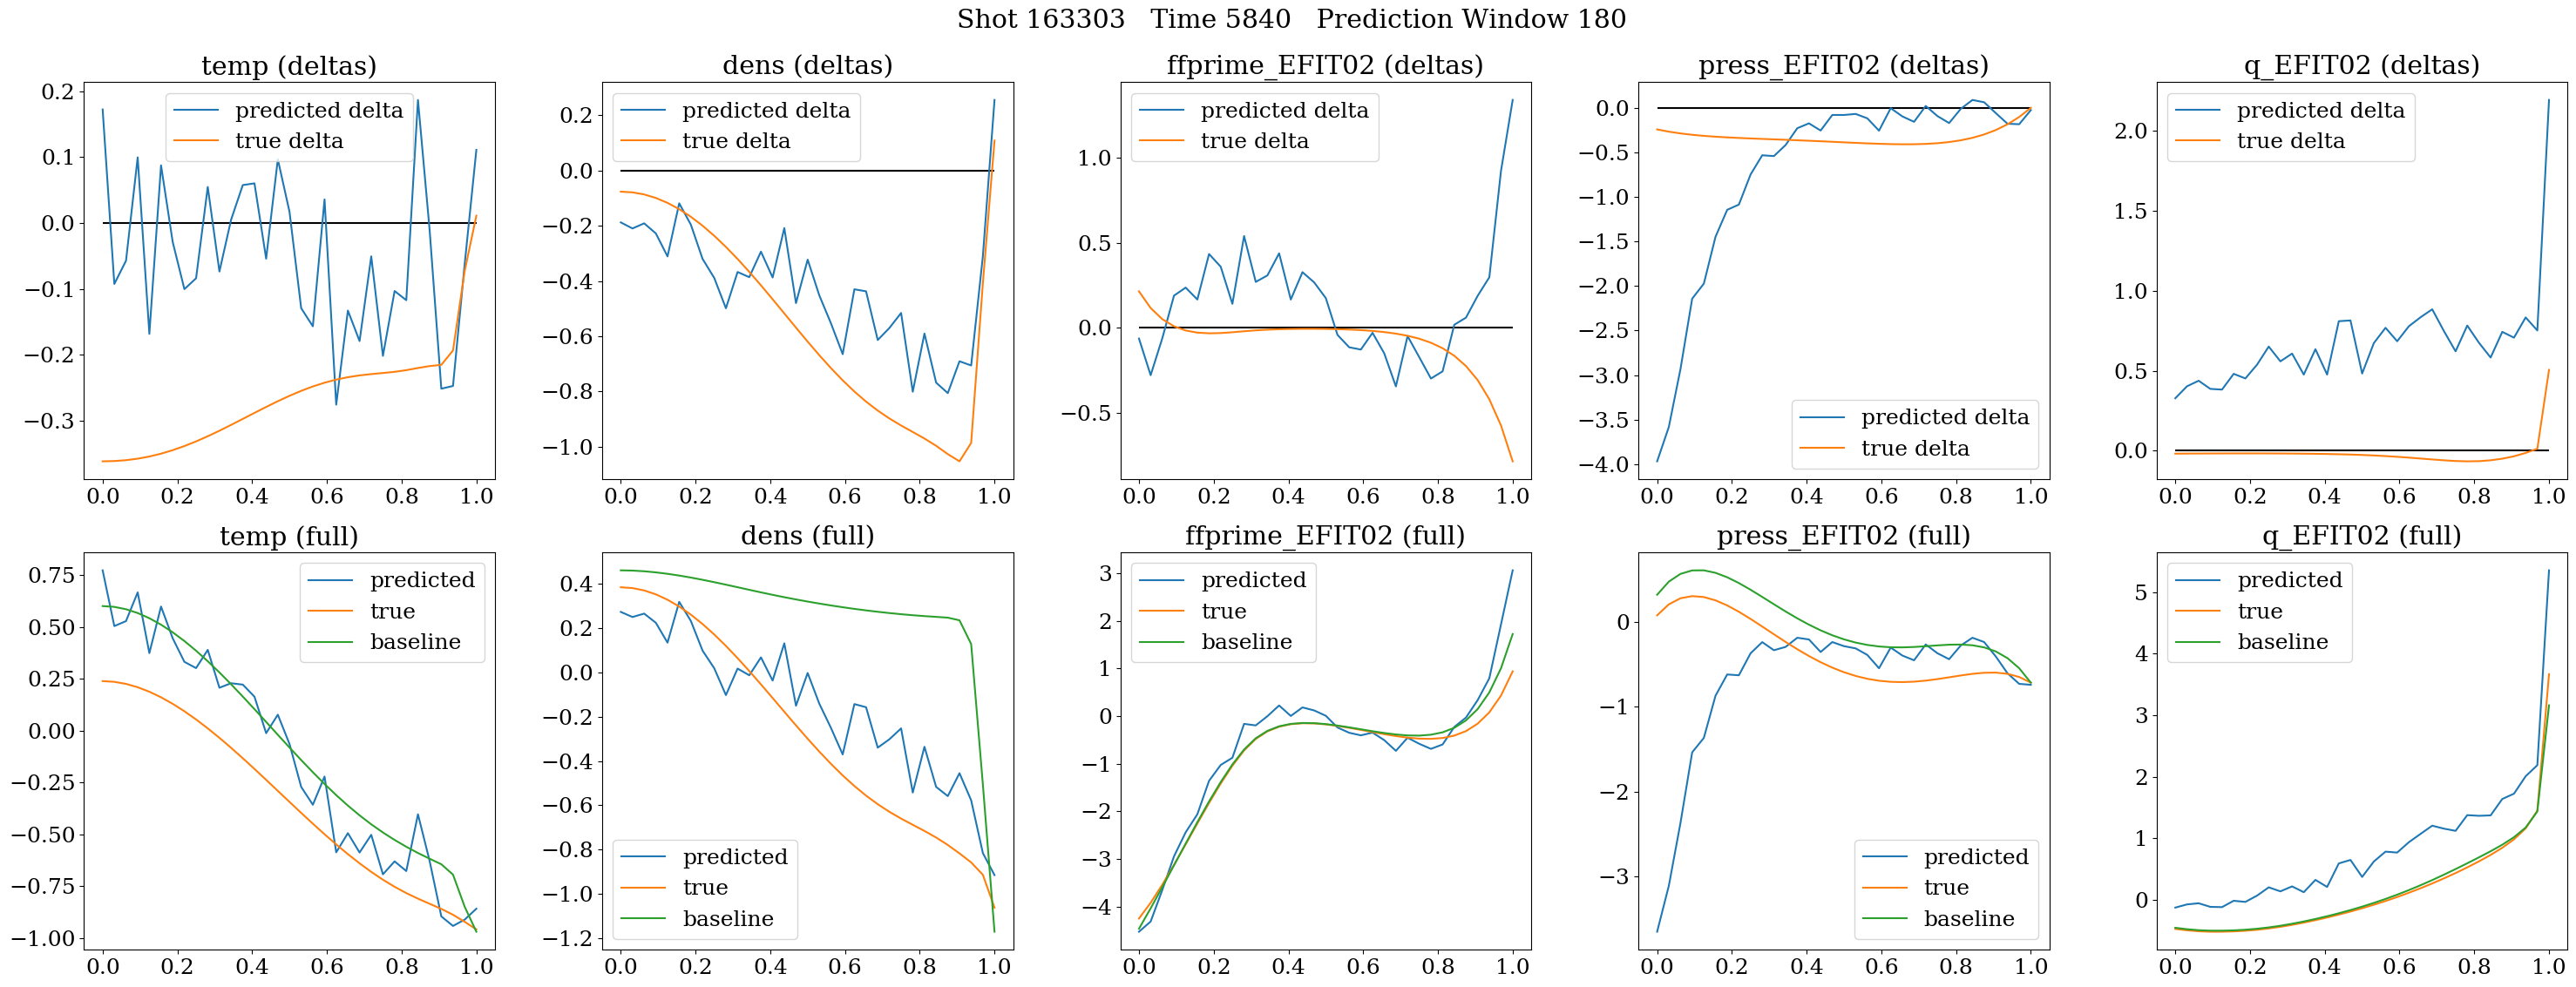 Shot 163303   Time 5840   Prediction Window 180
temp (deltas)
0.2
0.1
0.0
−0.1
−0.2
−0.3
predicted delta
true delta
0.0 0.2 0.4 0.6 0.8 1.0
dens (deltas)
0.2
0.0
−0.2
−0.4
−0.6
−0.8
−1.0
predicted delta
true delta
0.0 0.2 0.4 0.6 0.8 1.0
ffprime_EFIT02 (deltas)
1.0
0.5
0.0
−0.5
predicted delta
true delta
0.0 0.2 0.4 0.6 0.8 1.0
press_EFIT02 (deltas)
0.0
−0.5
−1.0
−1.5
−2.0
−2.5
−3.0
−3.5
−4.0
predicted delta
true delta
0.0 0.2 0.4 0.6 0.8 1.0
q_EFIT02 (deltas)
2.0
1.5
1.0
0.5
0.0
predicted delta
true delta
0.0 0.2 0.4 0.6 0.8 1.0
temp (full)
0.75
0.50
0.25
0.00
−0.25
−0.50
−0.75
−1.00
predicted
true
baseline
0.0 0.2 0.4 0.6 0.8 1.0
dens (full)
0.4
0.2
0.0
−0.2
−0.4
−0.6
−0.8
−1.0
−1.2
predicted
true
baseline
0.0 0.2 0.4 0.6 0.8 1.0
ffprime_EFIT02 (full)
3
2
1
0
−1
−2
−3
−4
predicted
true
baseline
0.0 0.2 0.4 0.6 0.8 1.0
press_EFIT02 (full)
0
−1
−2
−3
predicted
true
baseline
0.0 0.2 0.4 0.6 0.8 1.0
q_EFIT02 (full)
5
4
3
2
1
0
predicted
true
baseline
0.0 0.2 0.4 0.6 0.8 1.0